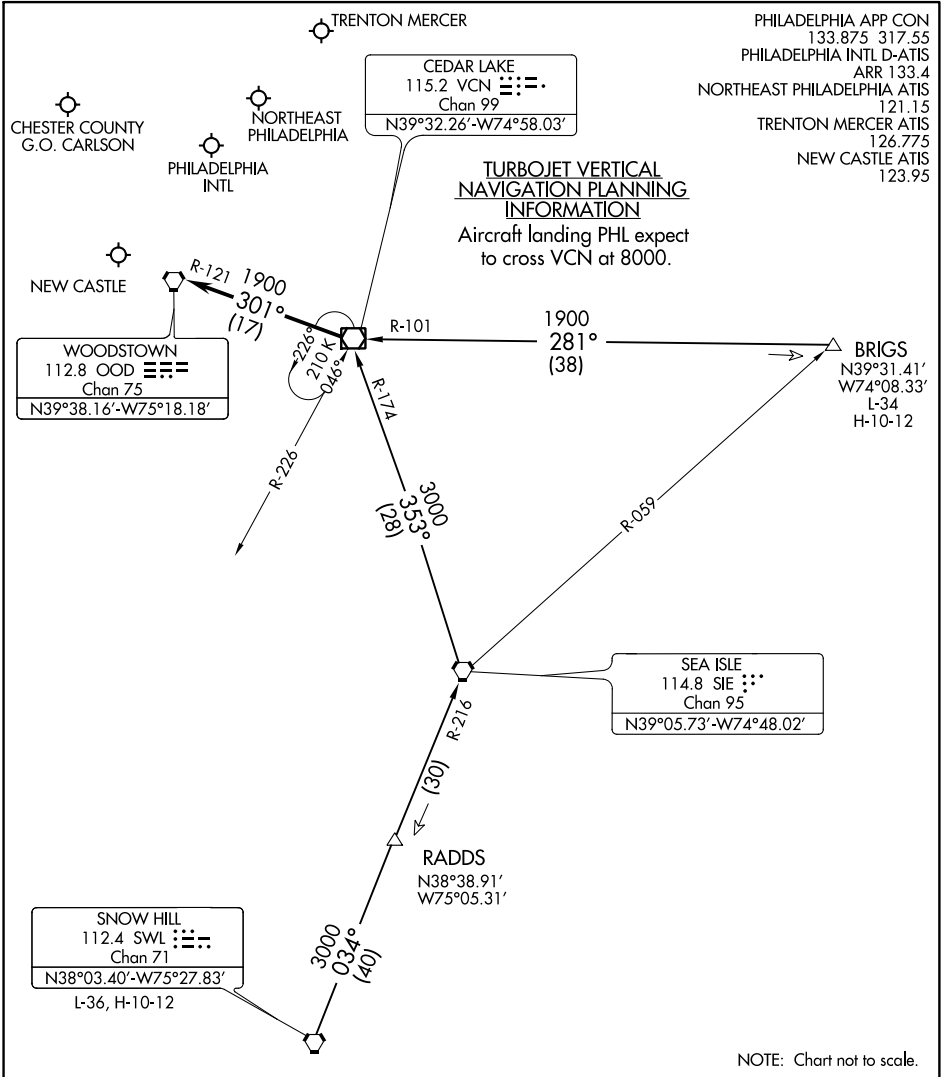 TRENTON MERCER
PHILADELPHIA APP CON
133.875 317.55
PHILADELPHIA INTL D-ATIS
ARR 133.4
NORTHEAST PHILADELPHIA ATIS
121.15
TRENTON MERCER ATIS
126.775
NEW CASTLE ATIS
123.95
CEDAR LAKE
115.2 VCN
Chan 99
N39°32.26'-W74°58.03'
CHESTER COUNTY
G.O. CARLSON
NORTHEAST
PHILADELPHIA
PHILADELPHIA
INTL
TURBOJET VERTICAL
NAVIGATION PLANNING
INFORMATION
Aircraft landing PHL expect
to cross VCN at 8000.
NEW CASTLE
R-121
1900
301°
(17)
WOODSTOWN
112.8 OOD
Chan 75
N39°38.16'-W75°18.18'
226°
210 K
046°
R-101
1900
281°
(38)
BRIGS
N39°31.41'
W74°08.33'
L-34
H-10-12
R-174
R-226
3000
353°
(28)
R-059
SEA ISLE
114.8 SIE
Chan 95
N39°05.73'-W74°48.02'
R-216
(30)
RADDS
N38°38.91'
W75°05.31'
SNOW HILL
112.4 SWL
Chan 71
N38°03.40'-W75°27.83'
L-36, H-10-12
3000
034°
(40)
NOTE: Chart not to scale.